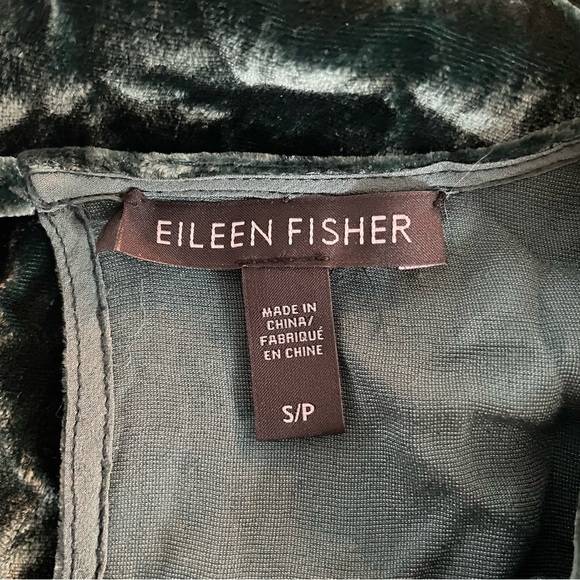 EILEEN FISHER
MADE IN
CHINA/
FABRIQUÉ
EN CHINE
S/P